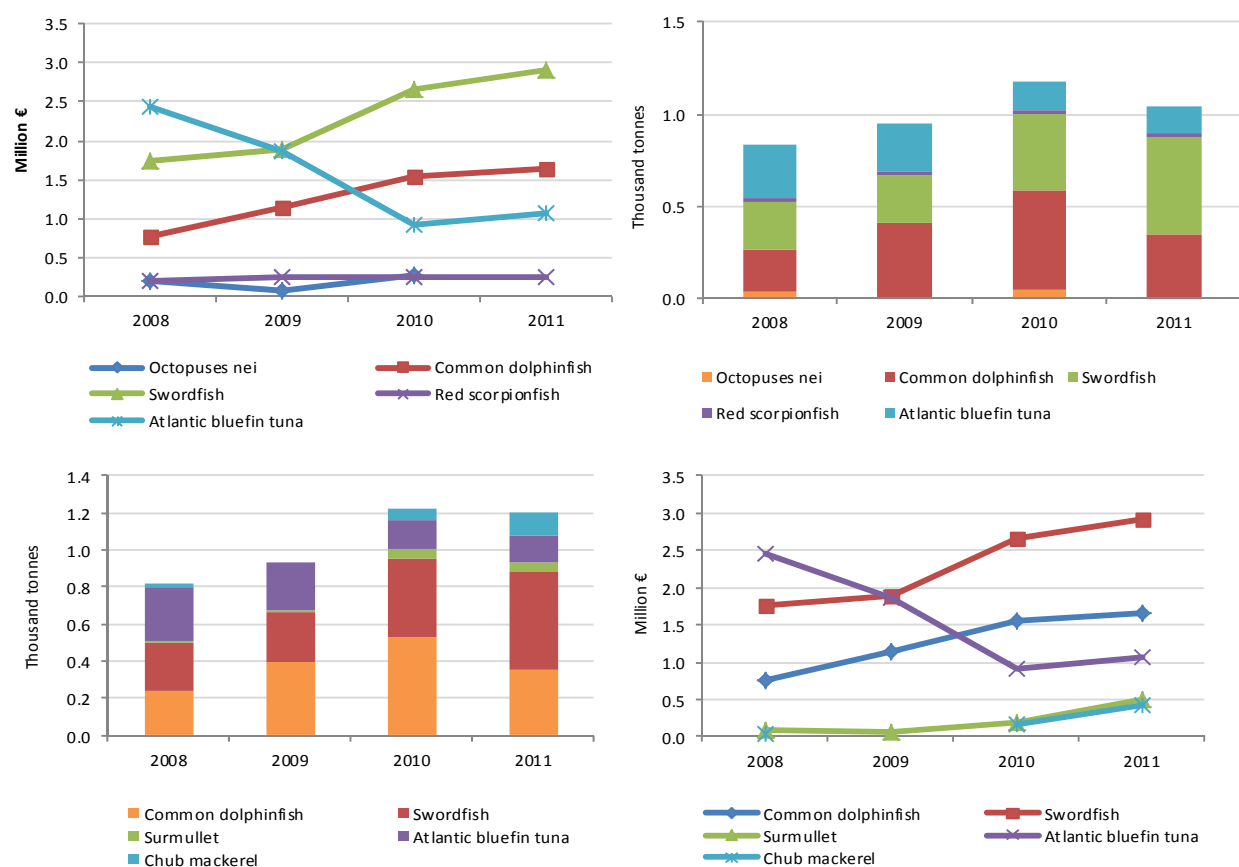 Million €
3.5
3.0
2.5
2.0
1.5
1.0
0.5
0.0
2008 2009 2010 2011
Octopuses nei Common dolphinfish
Swordfish Red scorpionfish
Atlantic bluefin tuna
Thousand tonnes
1.5
1.0
0.5
0.0
2008 2009 2010 2011
Octopuses nei Common dolphinfish Swordfish
Red scorpionfish Atlantic bluefin tuna
Thousand tonnes
1.4
1.2
1.0
0.8
0.6
0.4
0.2
0.0
2008 2009 2010 2011
Common dolphinfish Swordfish
Surmullet Atlantic bluefin tuna
Chub mackerel
Million €
3.5
3.0
2.5
2.0
1.5
1.0
0.5
0.0
2008 2009 2010 2011
Common dolphinfish Swordfish
Surmullet Atlantic bluefin tuna
Chub mackerel